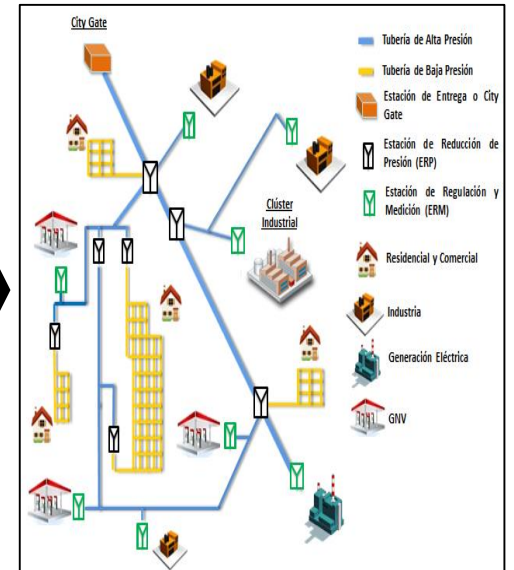 City Gate
Tubería de Alta Presión
Tubería de Baja Presión
Estación de Entrega o City
Gate
Estación de Reducción de
Presión (ERP)
Estación de Regulación y
Medición (ERM)
Clúster
Industrial
Residencial y Comercial
Industria
Generación Eléctrica
GNV